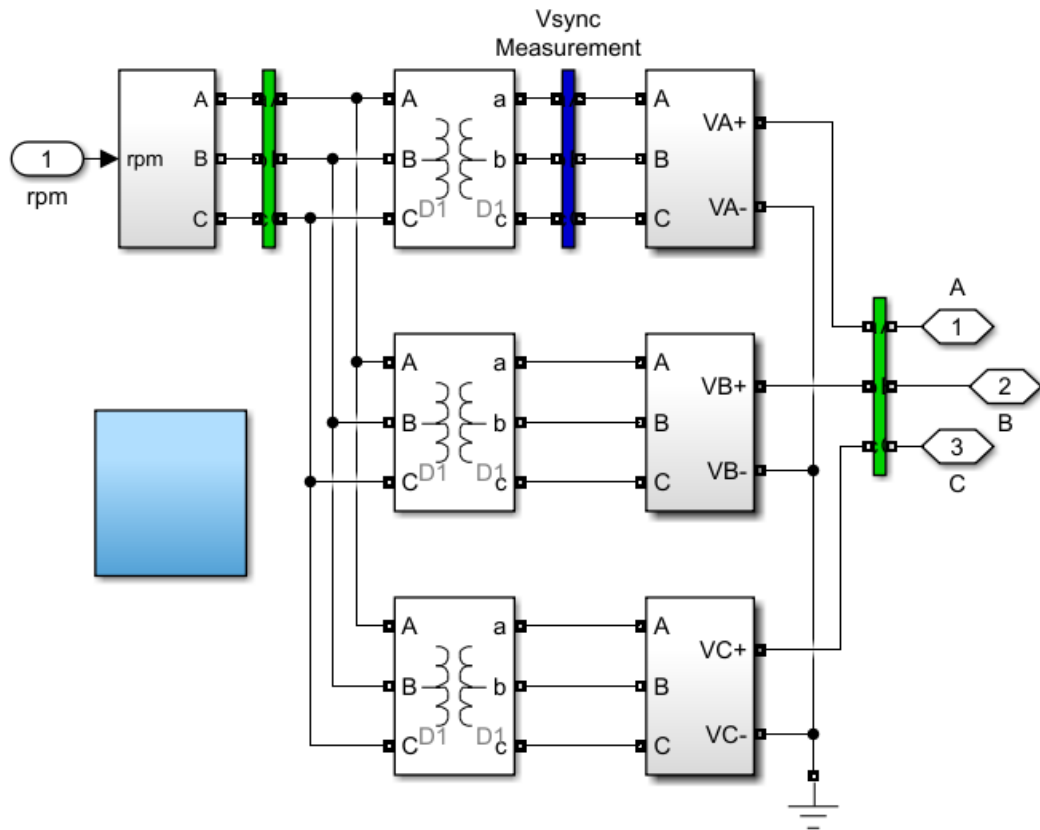 Vsync
Measurement
1
rpm
rpm
A
B
C
A
B
C
D1
D1
a
b
c
A
B
C
VA+
VA-
A
B
C
D1
D1
a
b
c
A
B
C
VB+
VB-
A
1
2
B
3
C
A
B
C
D1
D1
a
b
c
A
B
C
VC+
VC-